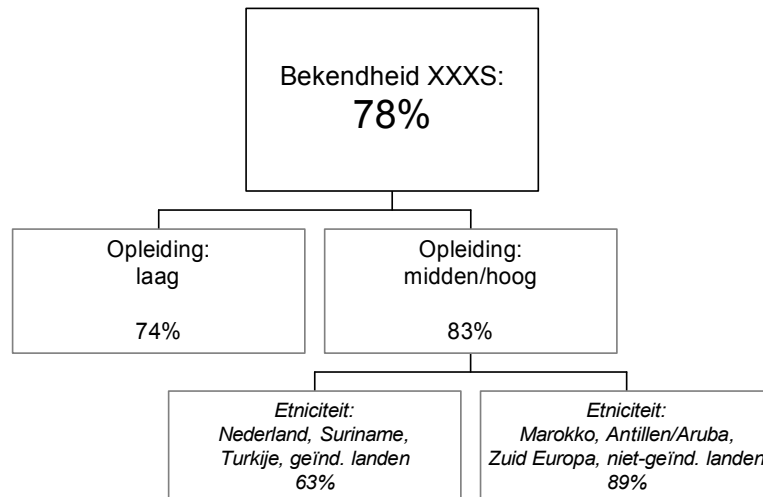 Bekendheid XXXS:
78%
Opleiding:
laag
74%
Opleiding:
midden/hoog
83%
Etniciteit:
Nederland, Suriname,
Turkije, geïnd. landen
63%
Etniciteit:
Marokko, Antillen/Aruba,
Zuid Europa, niet-geïnd. landen
89%